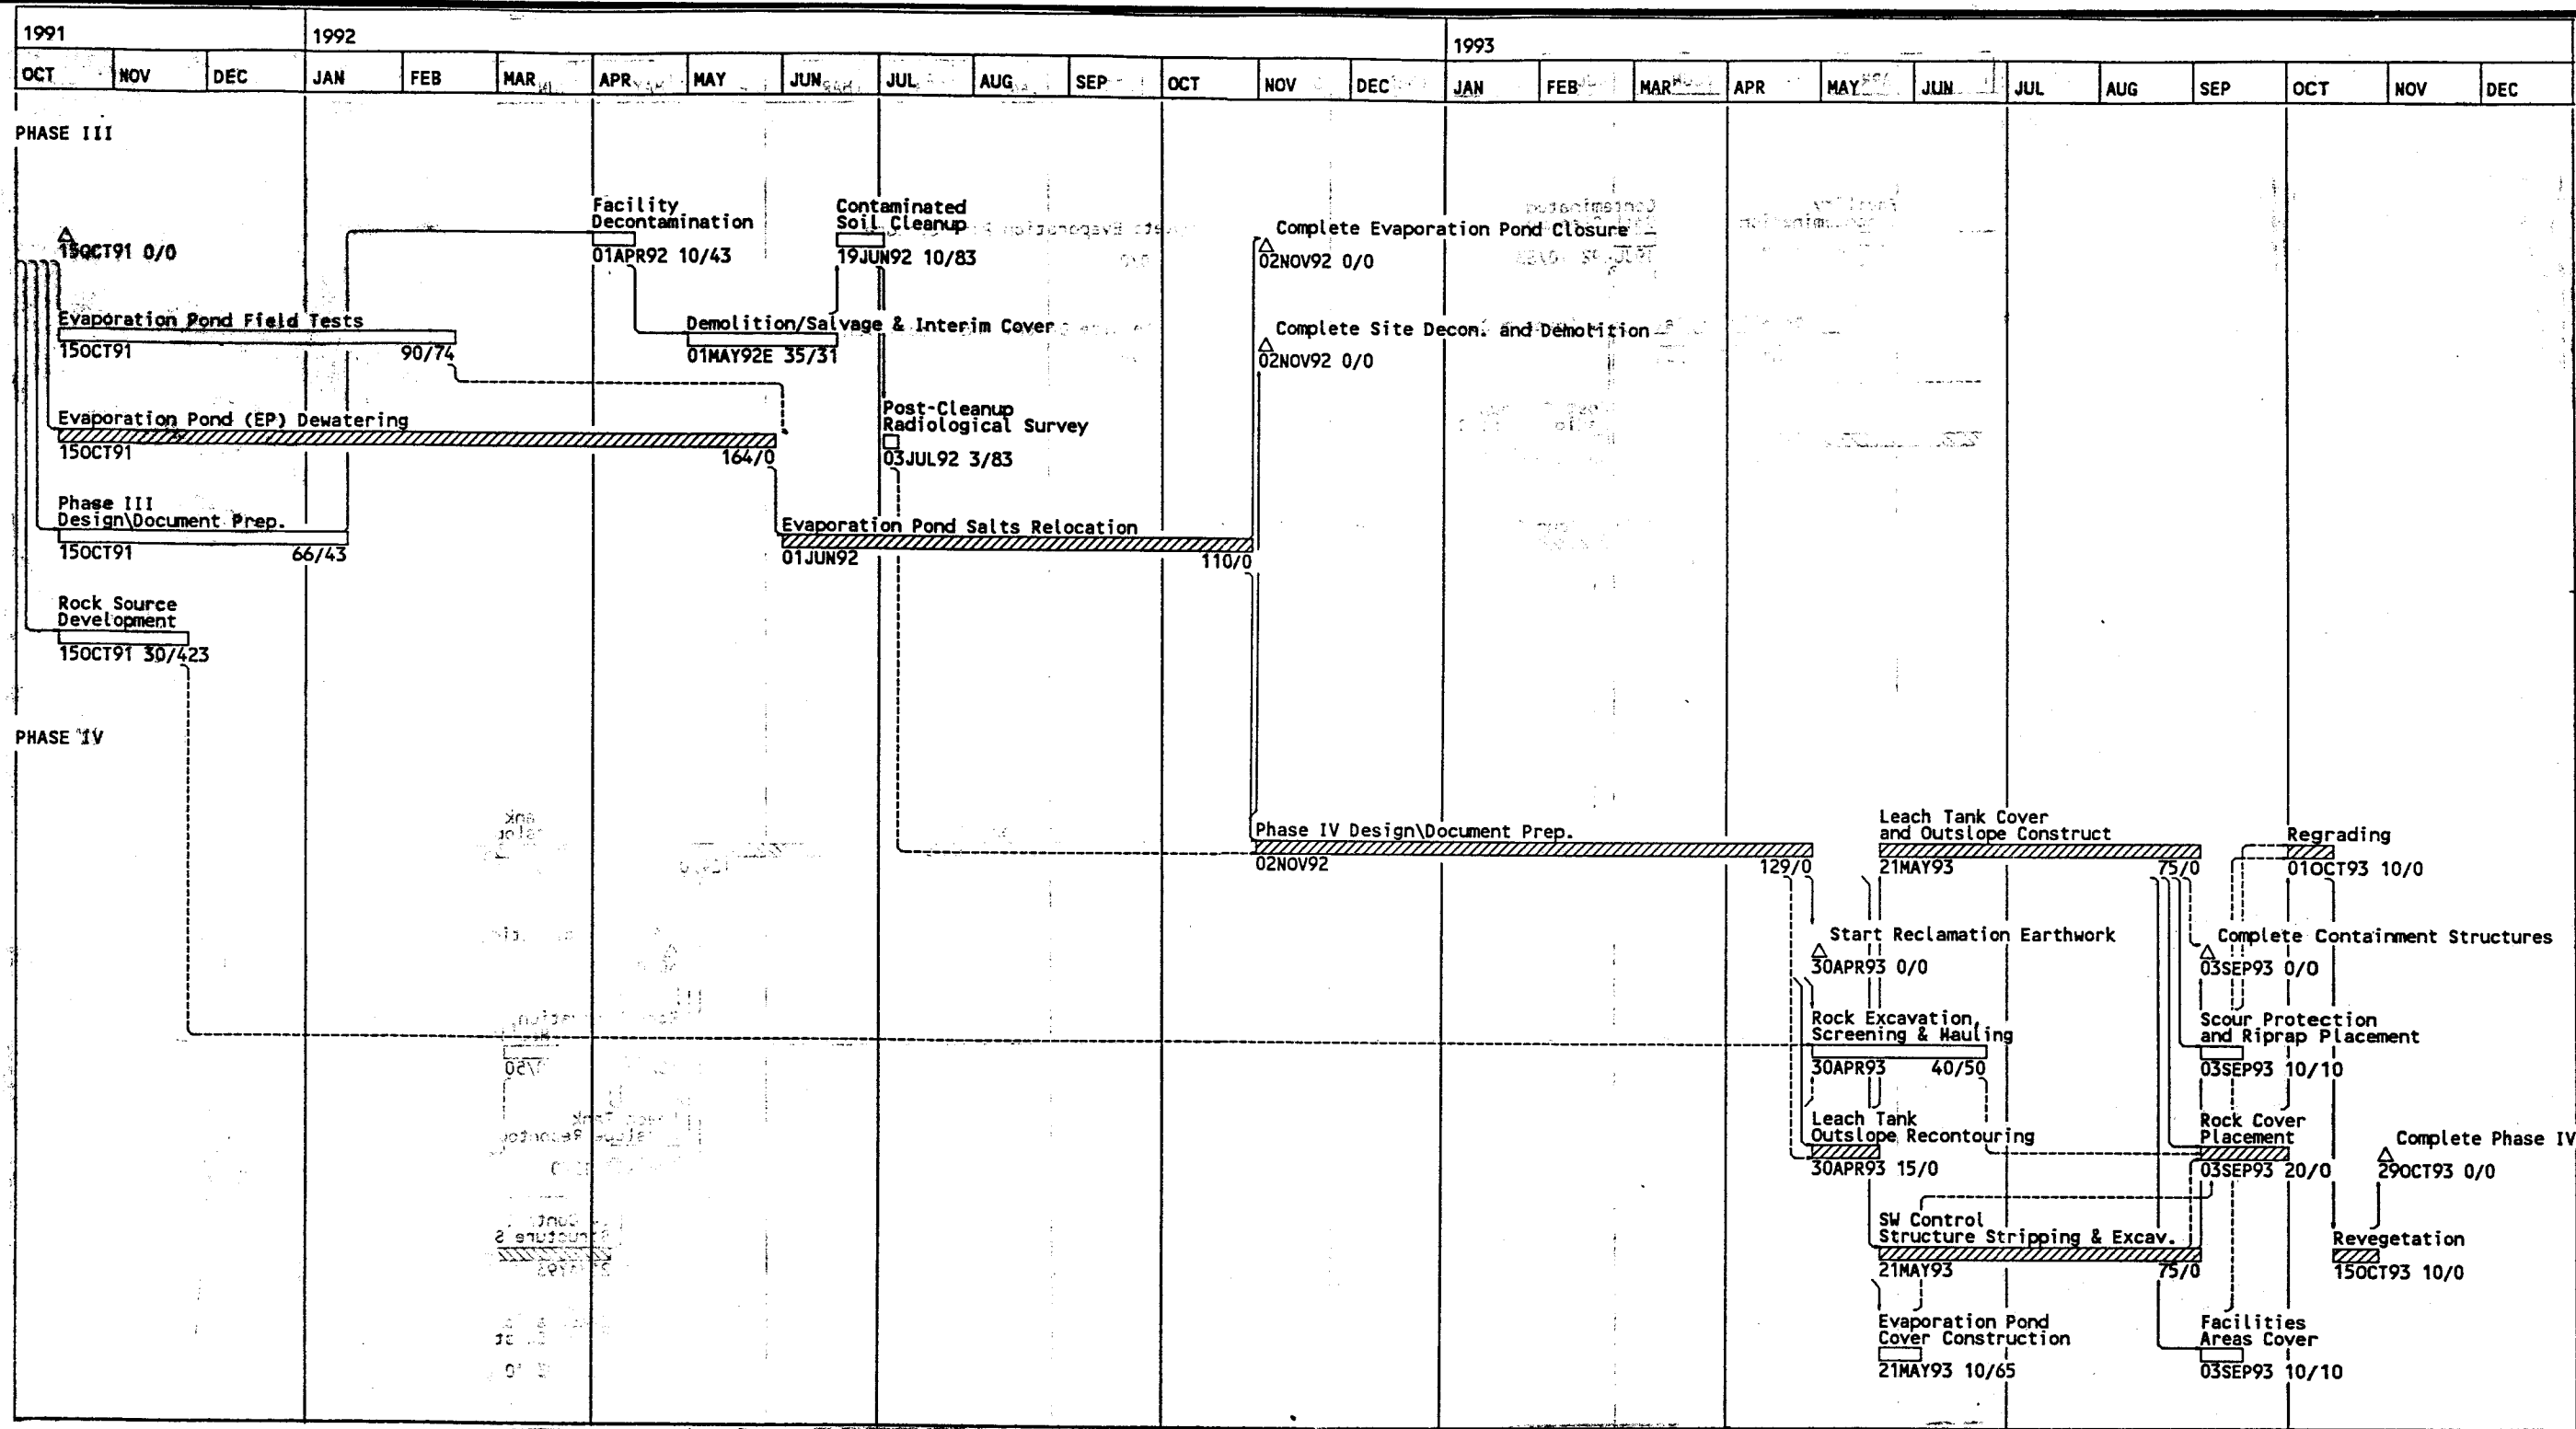 1991 1992 1993
OCT NOV DEC JAN FEB MAR APR MAY JUN JUL AUG SEP OCT NOV DEC JAN FEB MAR APR MAY JUN JUL AUG SEP OCT NOV DEC
PHASE III
15OCT91 0/0
Facility
Decontamination
01APR92 10/43
Contaminated
Soil Cleanup
19JUN92 10/83
Complete Evaporation Pond Closure
02NOV92 0/0
Evaporation Pond Field Tests
15OCT91 90/74
Demolition/Salvage & Interim Cover
01MAY92E 35/31
Complete Site Decon. and Demolition
02NOV92 0/0
Evaporation Pond (EP) Dewatering
15OCT91 164/0
Post-Cleanup
Radiological Survey
03JUL92 3/83
Phase III
Design\Document Prep.
15OCT91 66/43
Evaporation Pond Salts Relocation
01JUN92 110/0
Rock Source
Development
15OCT91 30/423
PHASE IV
Phase IV Design\Document Prep.
02NOV92 129/0
Leach Tank Cover
and Outslope Construct
21MAY93 75/0
Regrading
01OCT93 10/0
Start Reclamation Earthwork
30APR93 0/0
Complete Containment Structures
03SEP93 0/0
Rock Excavation,
Screening & Hauling
30APR93 40/50
Scour Protection
and Riprap Placement
03SEP93 10/10
Leach Tank
Outslope Recontouring
30APR93 15/0
Rock Cover
Placement
03SEP93 20/0
Complete Phase IV
29OCT93 0/0
SW Control
Structure Stripping & Excav.
21MAY93 75/0
Revegetation
15OCT93 10/0
Evaporation Pond
Cover Construction
21MAY93 10/65
Facilities
Areas Cover
03SEP93 10/10